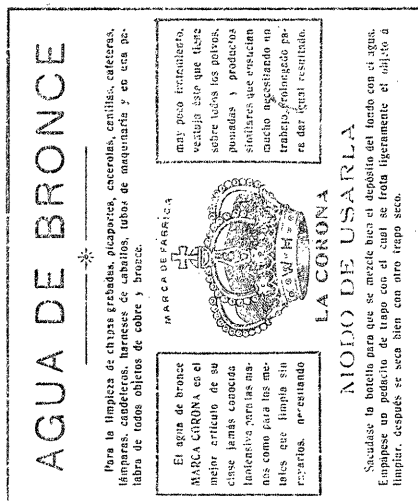 AGUA DE BRONCE
Para la limpieza de chapas grabadas, picaportes, cacerolas, canillas, cafeteras,
lámparas, candeleros, harneses de caballos, tubos de maquinaria y en una pa-
labra de todos objetos de cobre y bronce.
El agua de bronce
MARCA CORONA es el
mejor artículo de su
clase jamás conocida
Inofensiva para las ma-
nos como para los me-
tales que limpia sin
rayarlos, necesitando
MARCA DE FABRICA
W-H
LA CORONA
muy poco frotamiento,
ventaja ésta que tiene
sobre todos los polvos,
pomadas y productos
similares que ensucian
mucho necesitando un
trabajo prolongado pa-
ra dar igual resultado.
MODO DE USARLA
Sacúdase la botella para que se mezcle bien el depósito del fondo con el agua.
Empápese un pedacito de trapo con el cual se frota ligeramente el objeto á
limpiar, después se seca bien con otro trapo seco.